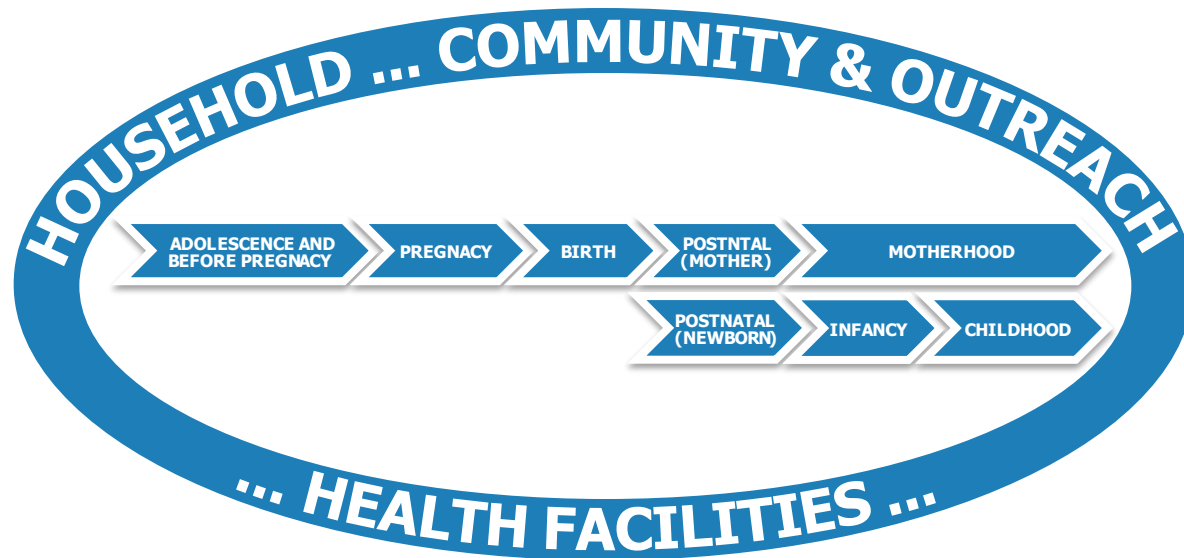 HOUSEHOLD ... COMMUNITY & OUTREACH
ADOLESCENCE AND
BEFORE PREGNACY
PREGNACY
BIRTH
POSTNTAL
(MOTHER)
MOTHERHOOD
POSTNATAL
(NEWBORN)
INFANCY
CHILDHOOD
... HEALTH FACILITIES ...